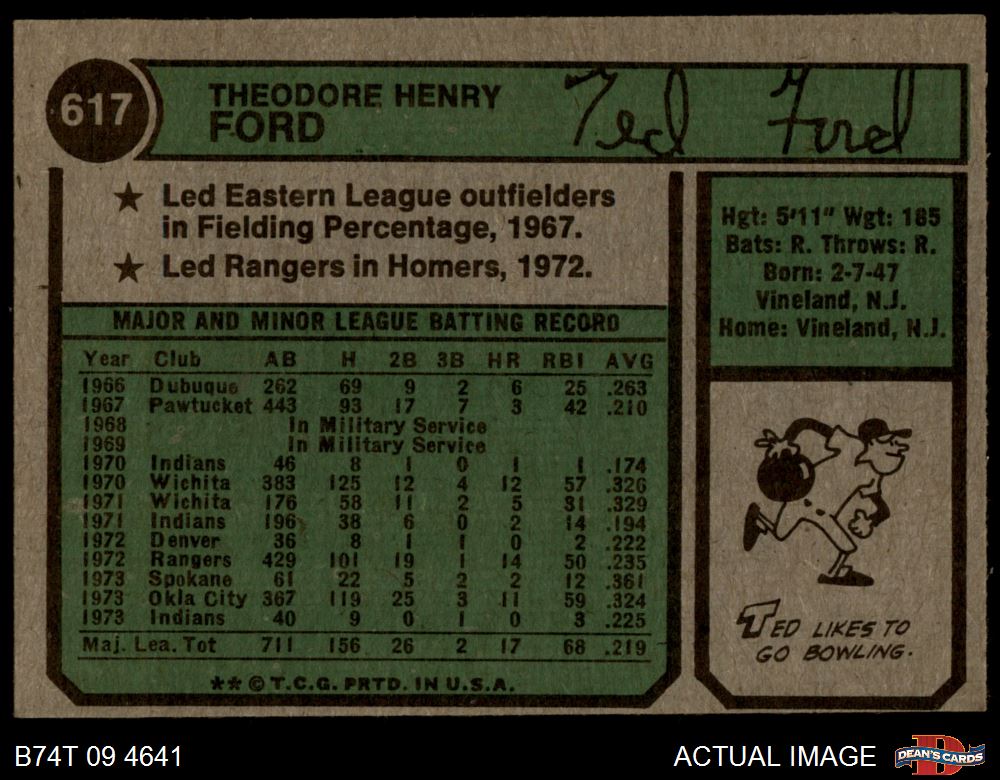 617
THEODORE HENRY
FORD
Ted Ford
★ Led Eastern League outfielders
in Fielding Percentage, 1967.
★ Led Rangers in Homers, 1972.
MAJOR AND MINOR LEAGUE BATTING RECORD
Year Club AB H 2B 3B HR RBI AVG
1966 Dubuque 262 69 9 2 6 25 .263
1967 Pawtucket 443 93 17 7 3 42 .210
1968 In Military Service
1969 In Military Service
1970 Indians 46 8 1 0 1 1 .174
1970 Wichita 383 125 12 4 12 57 .326
1971 Wichita 176 58 11 2 5 31 .329
1971 Indians 196 38 6 0 2 14 .194
1972 Denver 36 8 1 1 0 2 .222
1972 Rangers 429 101 19 1 14 50 .235
1973 Spokane 61 22 5 2 2 12 .361
1973 Okla City 367 119 25 3 11 59 .324
1973 Indians 40 9 0 1 0 3 .225
Maj. Lea. Tot 711 156 26 2 17 68 .219
** © T.C.G. PRTD. IN U.S.A.
Hgt: 5'11" Wgt: 185
Bats: R. Throws: R.
Born: 2-7-47
Vineland, N.J.
Home: Vineland, N.J.
TED LIKES TO
GO BOWLING.
B74T 09 4641
ACTUAL IMAGE
D
DEAN'S CARDS